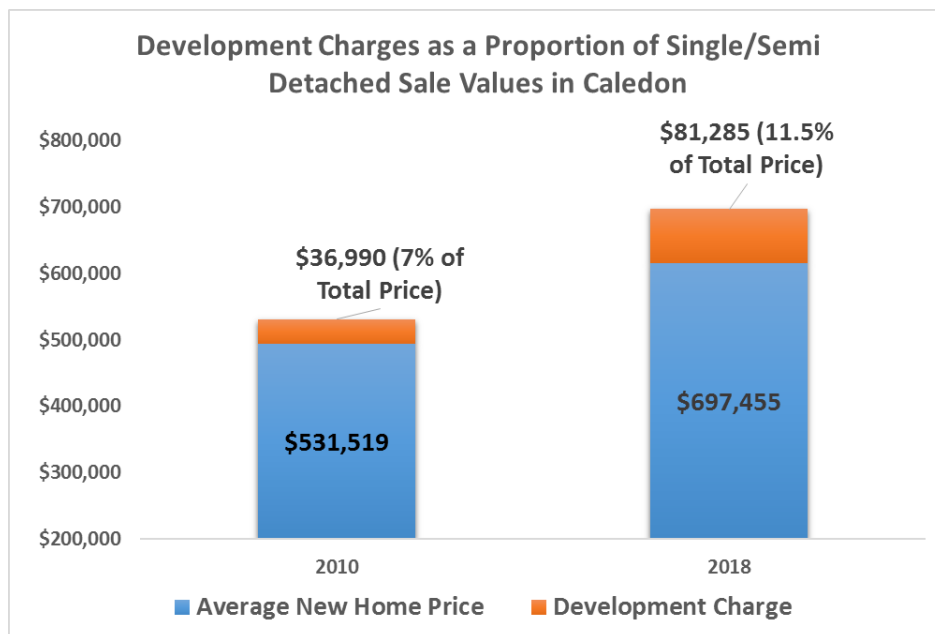 Development Charges as a Proportion of Single/Semi
Detached Sale Values in Caledon
$800,000
$700,000
$600,000
$500,000
$400,000
$300,000
$200,000
$36,990 (7% of
Total Price)
$81,285 (11.5%
of Total Price)
$531,519
$697,455
2010
2018
Average New Home Price
Development Charge